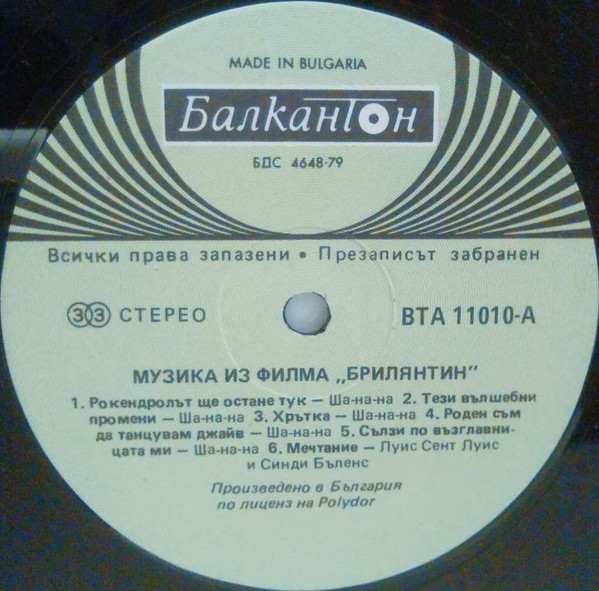 MADE IN BULGARIA
БалканТон
БДС 4648-79
Всички права запазени • Презаписът забранен
33 СТЕРЕО
ВТА 11010-А
МУЗИКА ИЗ ФИЛМА „БРИЛЯНТИН"
1. Рокендролът ще остане тук — Ша-на-на 2. Тези вълшебни
промени — Ша-на-на 3. Хрътка — Ша-на-на 4. Роден съм
да танцувам джайв — Ша-на-на 5. Сълзи по възглавни-
цата ми — Ша-на-на 6. Мечтание — Луис Сент Луис
и Синди Бъленс
Произведено в България
по лиценз на Polydor